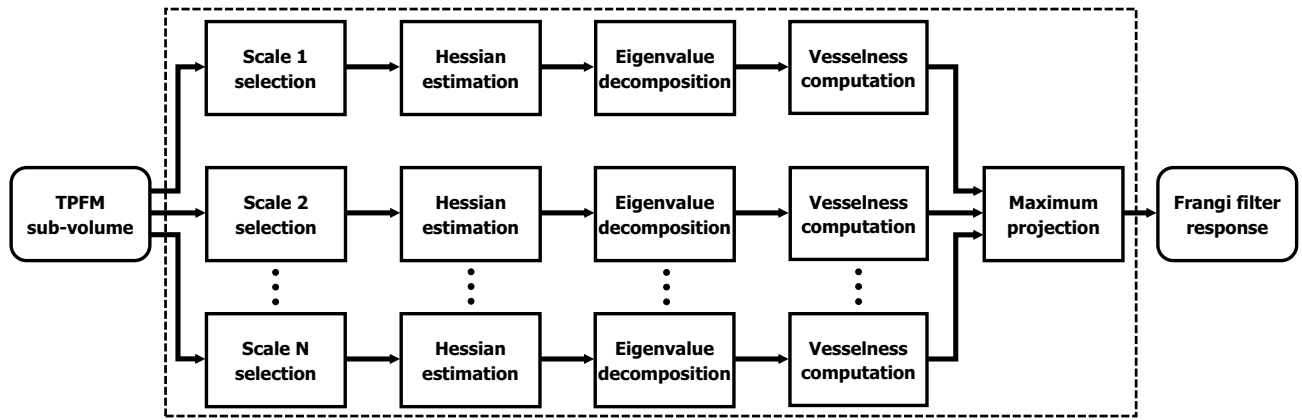 TPFM
sub-volume
Scale 1
selection
Hessian
estimation
Eigenvalue
decomposition
Vesselness
computation
Scale 2
selection
Hessian
estimation
Eigenvalue
decomposition
Vesselness
computation
Scale N
selection
Hessian
estimation
Eigenvalue
decomposition
Vesselness
computation
Maximum
projection
Frangi filter
response